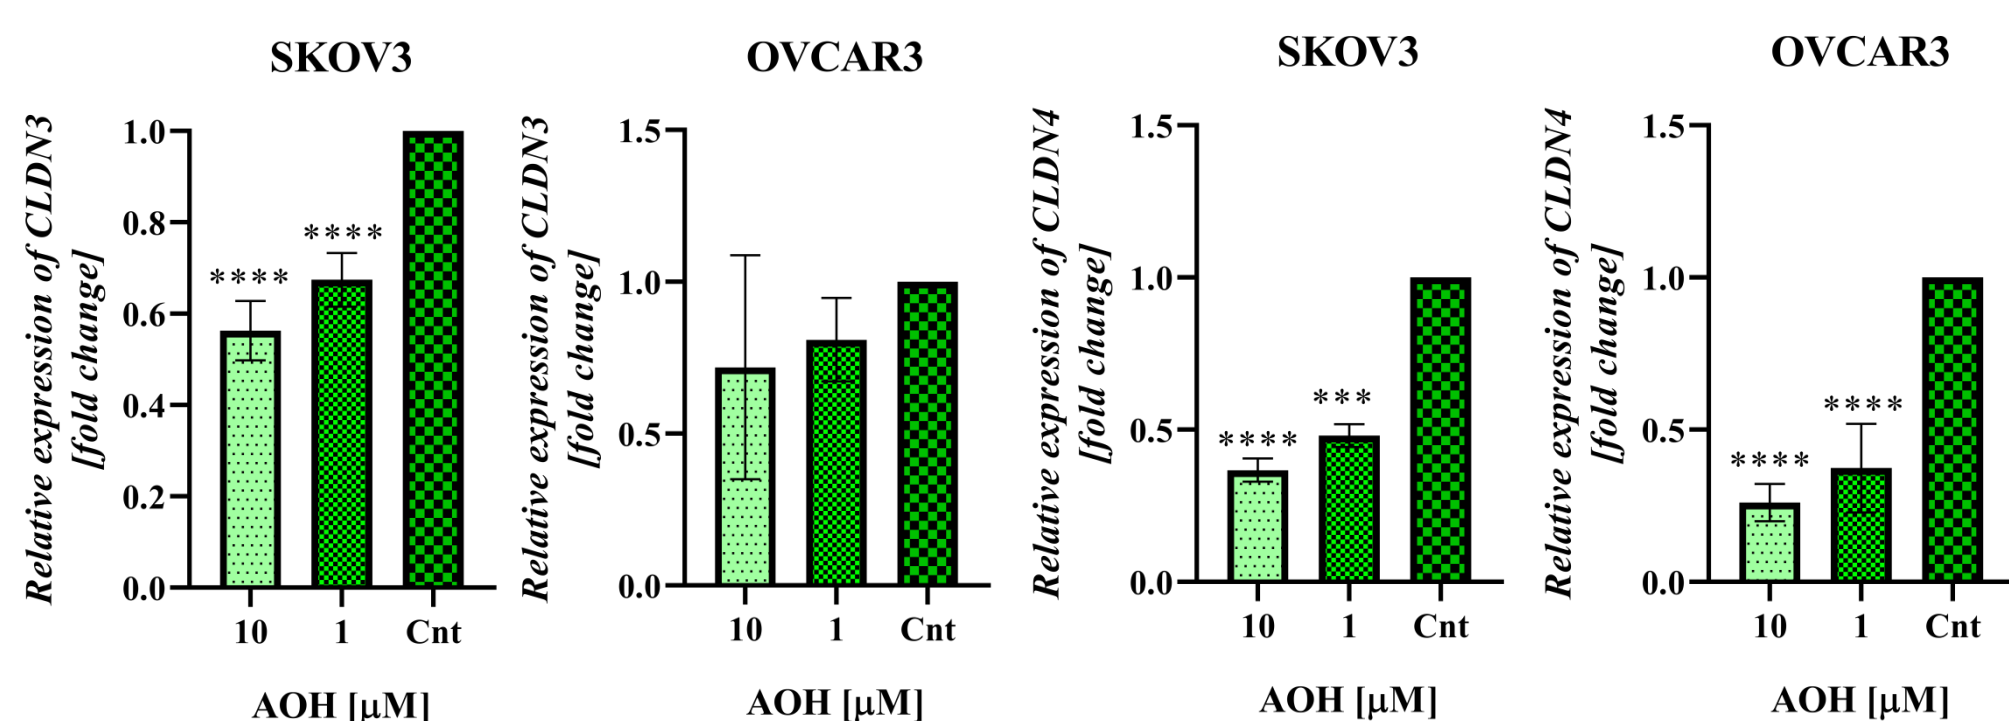 SKOV3
Relative expression of CLDN3
[fold change]
1.0
0.8
0.6
0.4
0.2
0.0
****
****
10 1 Cnt
AOH [μM]
OVCAR3
Relative expression of CLDN3
[fold change]
1.5
1.0
0.5
0.0
10 1 Cnt
AOH [μM]
SKOV3
Relative expression of CLDN4
[fold change]
1.5
1.0
0.5
0.0
****
***
10 1 Cnt
AOH [μM]
OVCAR3
Relative expression of CLDN4
[fold change]
1.5
1.0
0.5
0.0
****
****
10 1 Cnt
AOH [μM]